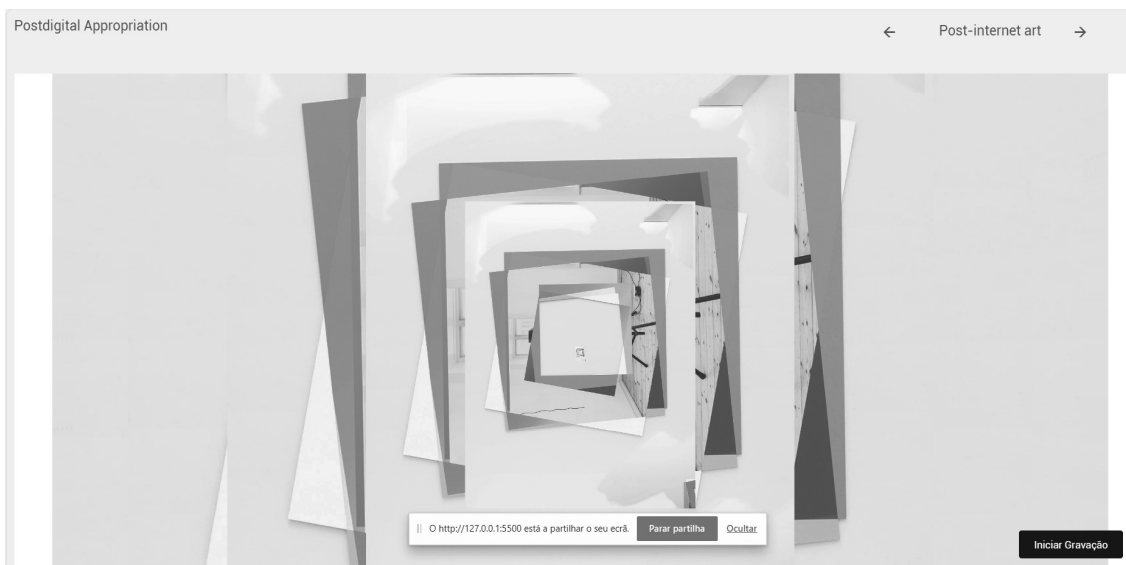 Postdigital Appropriation
← Post-internet art →
|| O http://127.0.0.1:5500 está a partilhar o seu ecrã. Parar partilha Ocultar
Iniciar Gravação